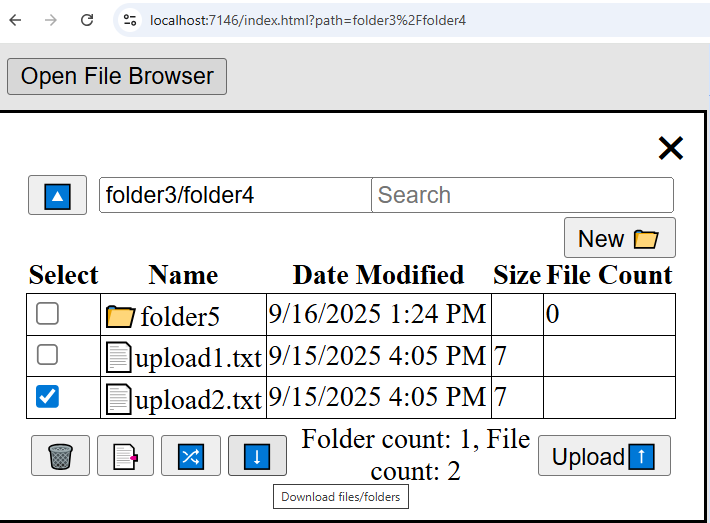 localhost:7146/index.html?path=folder3%2Ffolder4
Open File Browser
folder3/folder4 Search
New
Select Name Date Modified Size File Count
folder5 9/16/2025 1:24 PM 0
upload1.txt 9/15/2025 4:05 PM 7
upload2.txt 9/15/2025 4:05 PM 7
Folder count: 1, File
count: 2
Upload
Download files/folders